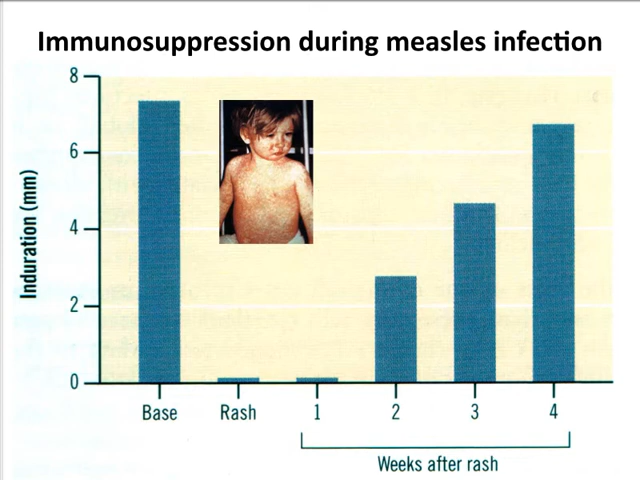 Immunosuppression during measles infection
8
6
4
2
0
Induration (mm)
Base Rash 1 2 3 4
Weeks after rash